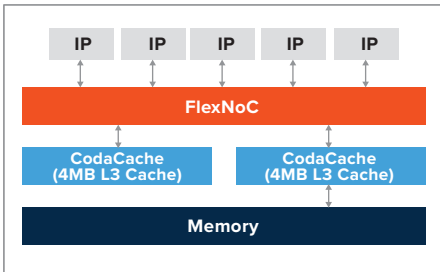 IP IP IP IP IP
FlexNoC
CodaCache CodaCache
(4MB L3 Cache) (4MB L3 Cache)
Memory